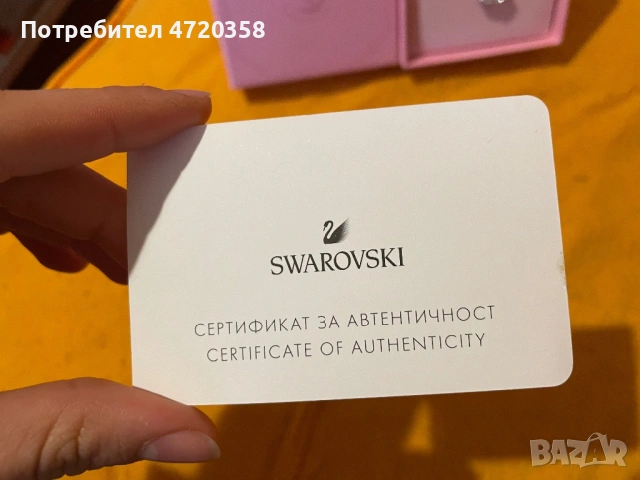 Потребител 4720358
SWAROVSKI
СЕРТИФИКАТ ЗА АВТЕНТИЧНОСТ
CERTIFICATE OF AUTHENTICITY
BAZAR